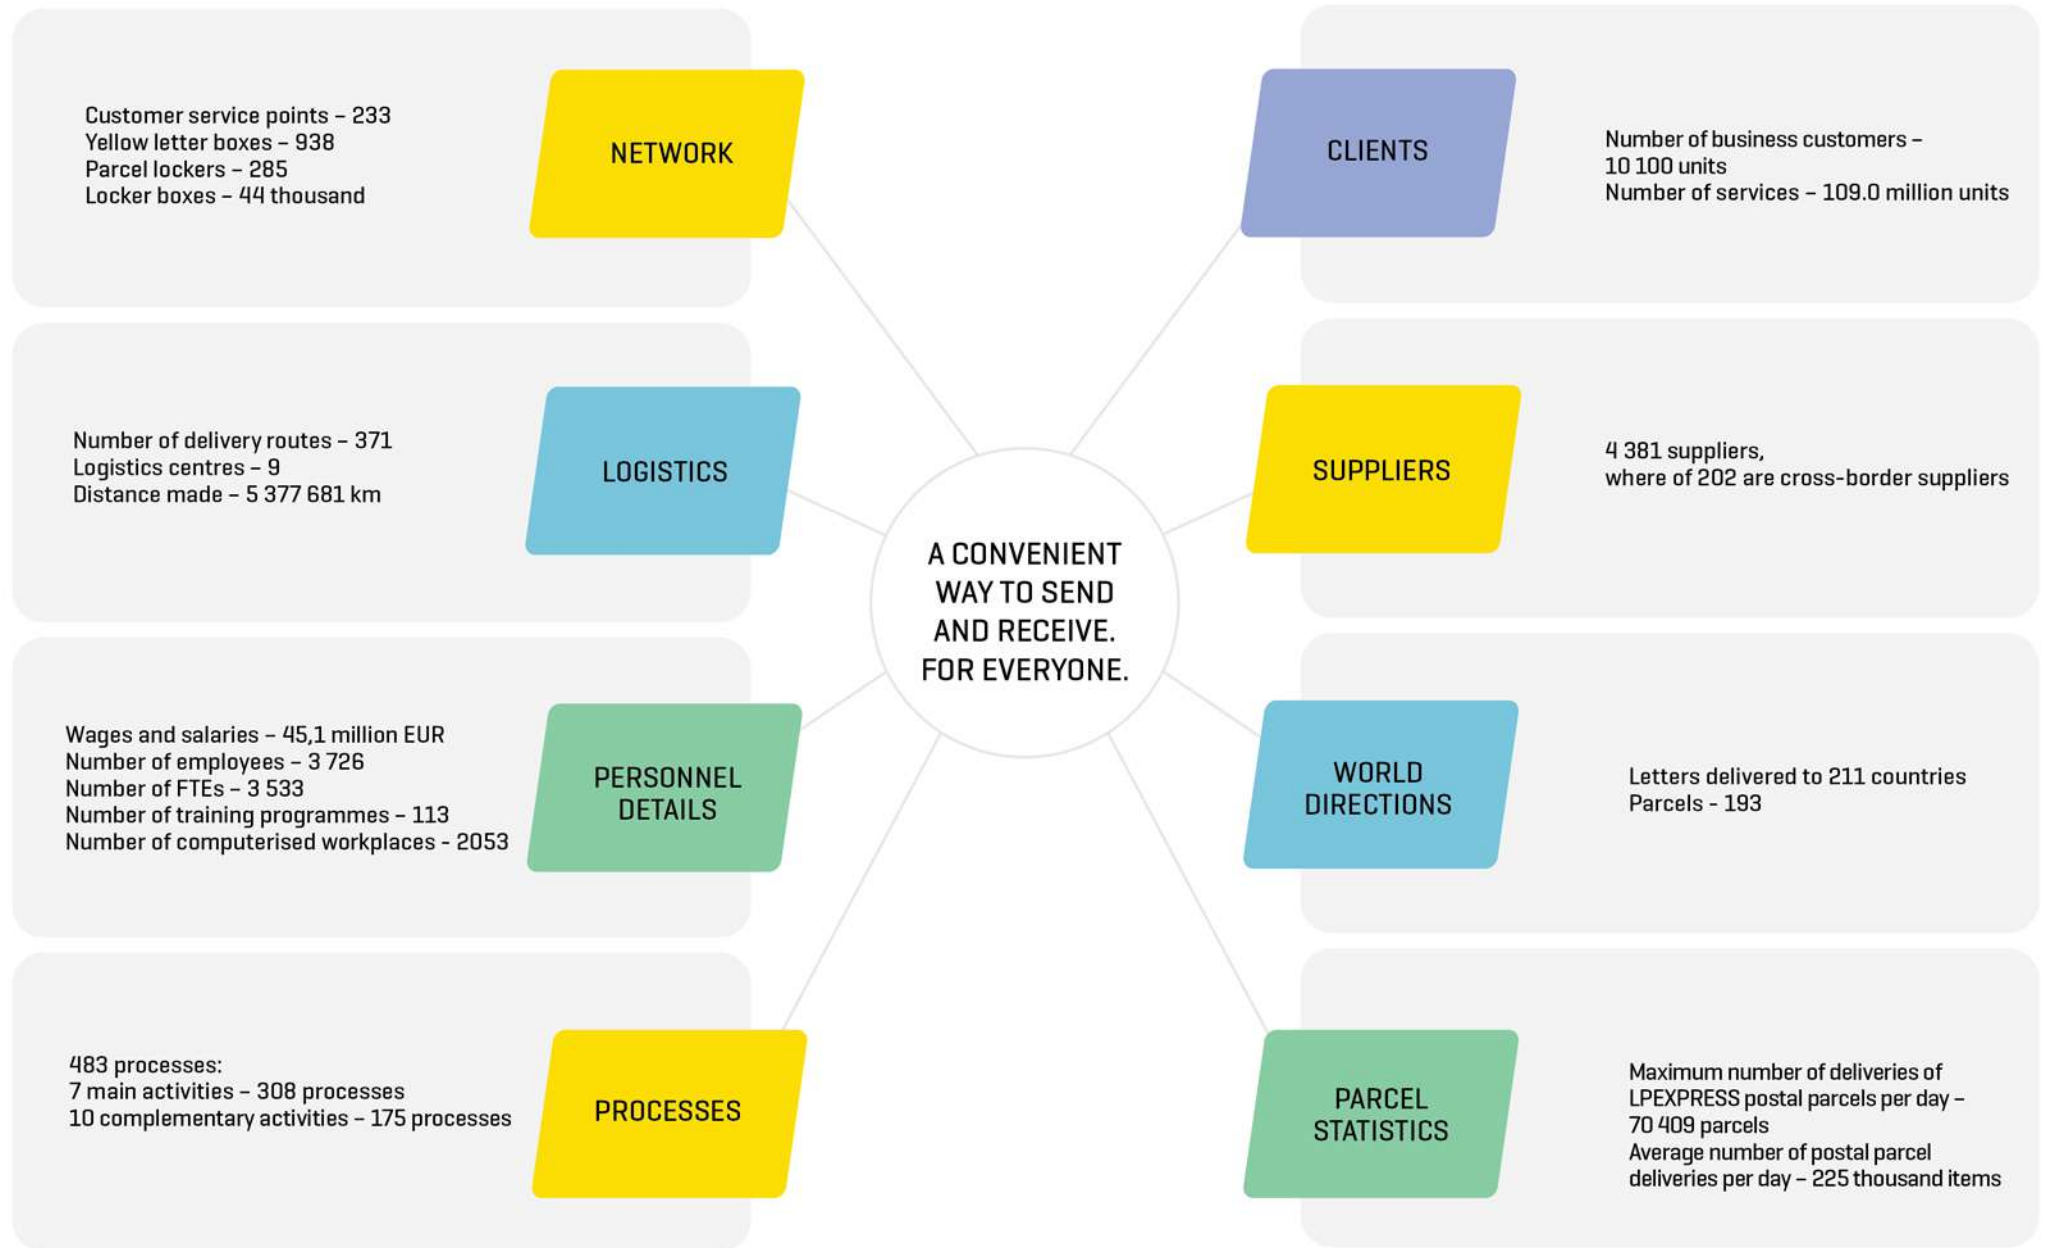 Customer service points – 233
Yellow letter boxes – 938
Parcel lockers – 285
Locker boxes – 44 thousand
NETWORK
Number of delivery routes – 371
Logistics centres – 9
Distance made – 5 377 681 km
LOGISTICS
Wages and salaries – 45,1 million EUR
Number of employees – 3 726
Number of FTEs – 3 533
Number of training programmes – 113
Number of computerised workplaces - 2053
PERSONNEL
DETAILS
483 processes:
7 main activities – 308 processes
10 complementary activities – 175 processes
PROCESSES
A CONVENIENT
WAY TO SEND
AND RECEIVE.
FOR EVERYONE.
CLIENTS
Number of business customers –
10 100 units
Number of services – 109.0 million units
SUPPLIERS
4 381 suppliers,
where of 202 are cross-border suppliers
WORLD
DIRECTIONS
Letters delivered to 211 countries
Parcels - 193
PARCEL
STATISTICS
Maximum number of deliveries of
LPEXPRESS postal parcels per day –
70 409 parcels
Average number of postal parcel
deliveries per day – 225 thousand items